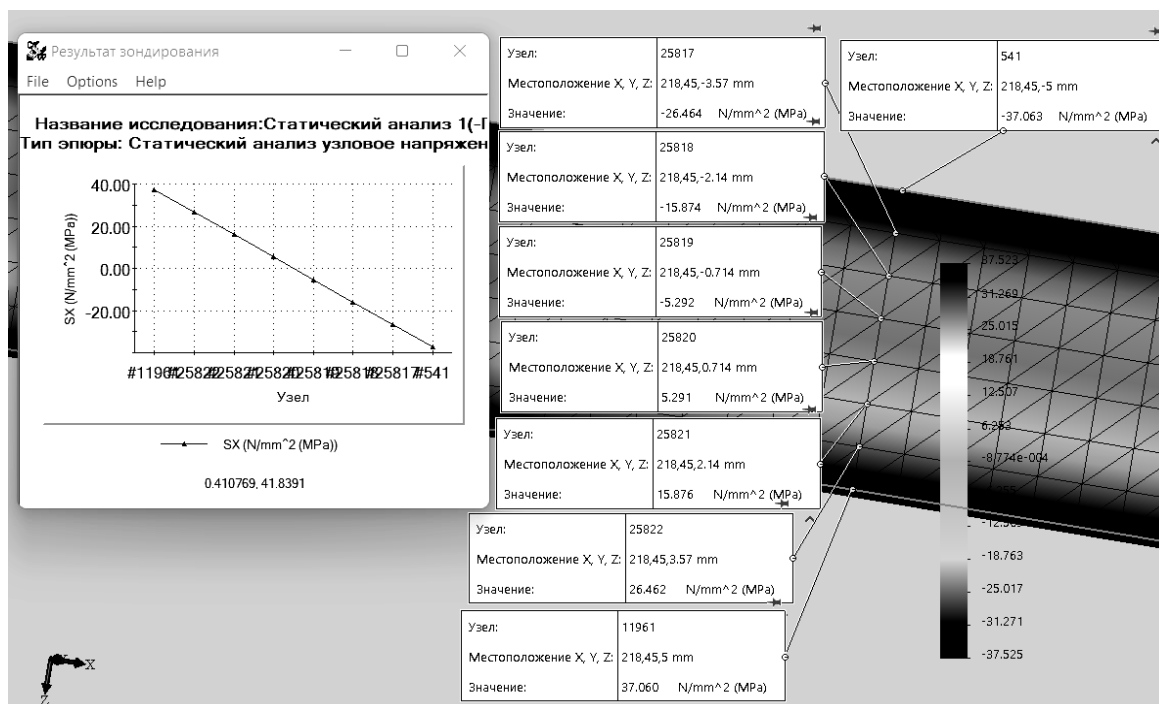 Результат зондирования
File Options Help
Название исследования:Статический анализ 1(-Г
Тип эпюры: Статический анализ узловое напряжен
40.00
20.00
0.00
-20.00
SX (N/mm^2 (MPa))
Узел
SX (N/mm^2 (MPa))
0.410769, 41.8391
Узел: 25817
Местоположение X, Y, Z: 218,45,-3.57 mm
Значение: -26.464 N/mm^2 (MPa)
Узел: 541
Местоположение X, Y, Z: 218,45,-5 mm
Значение: -37.063 N/mm^2 (MPa)
Узел: 25818
Местоположение X, Y, Z: 218,45,-2.14 mm
Значение: -15.874 N/mm^2 (MPa)
Узел: 25819
Местоположение X, Y, Z: 218,45,-0.714 mm
Значение: -5.292 N/mm^2 (MPa)
Узел: 25820
Местоположение X, Y, Z: 218,45,0.714 mm
Значение: 5.291 N/mm^2 (MPa)
Узел: 25821
Местоположение X, Y, Z: 218,45,2.14 mm
Значение: 15.876 N/mm^2 (MPa)
Узел: 25822
Местоположение X, Y, Z: 218,45,3.57 mm
Значение: 26.462 N/mm^2 (MPa)
Узел: 11961
Местоположение X, Y, Z: 218,45,5 mm
Значение: 37.060 N/mm^2 (MPa)
37.523
31.269
25.015
18.761
12.507
6.253
-8.774e-004
-18.763
-25.017
-31.271
-37.525
X
Z